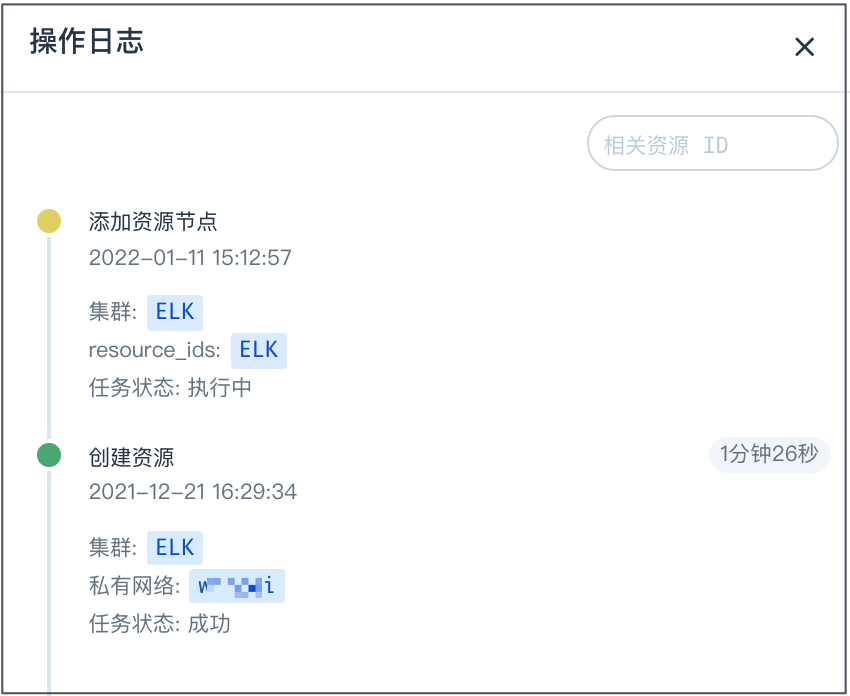 操作日志
相关资源 ID
添加资源节点
2022-01-11 15:12:57
集群: ELK
resource_ids: ELK
任务状态: 执行中
创建资源 1分钟26秒
2021-12-21 16:29:34
集群: ELK
私有网络:
任务状态: 成功